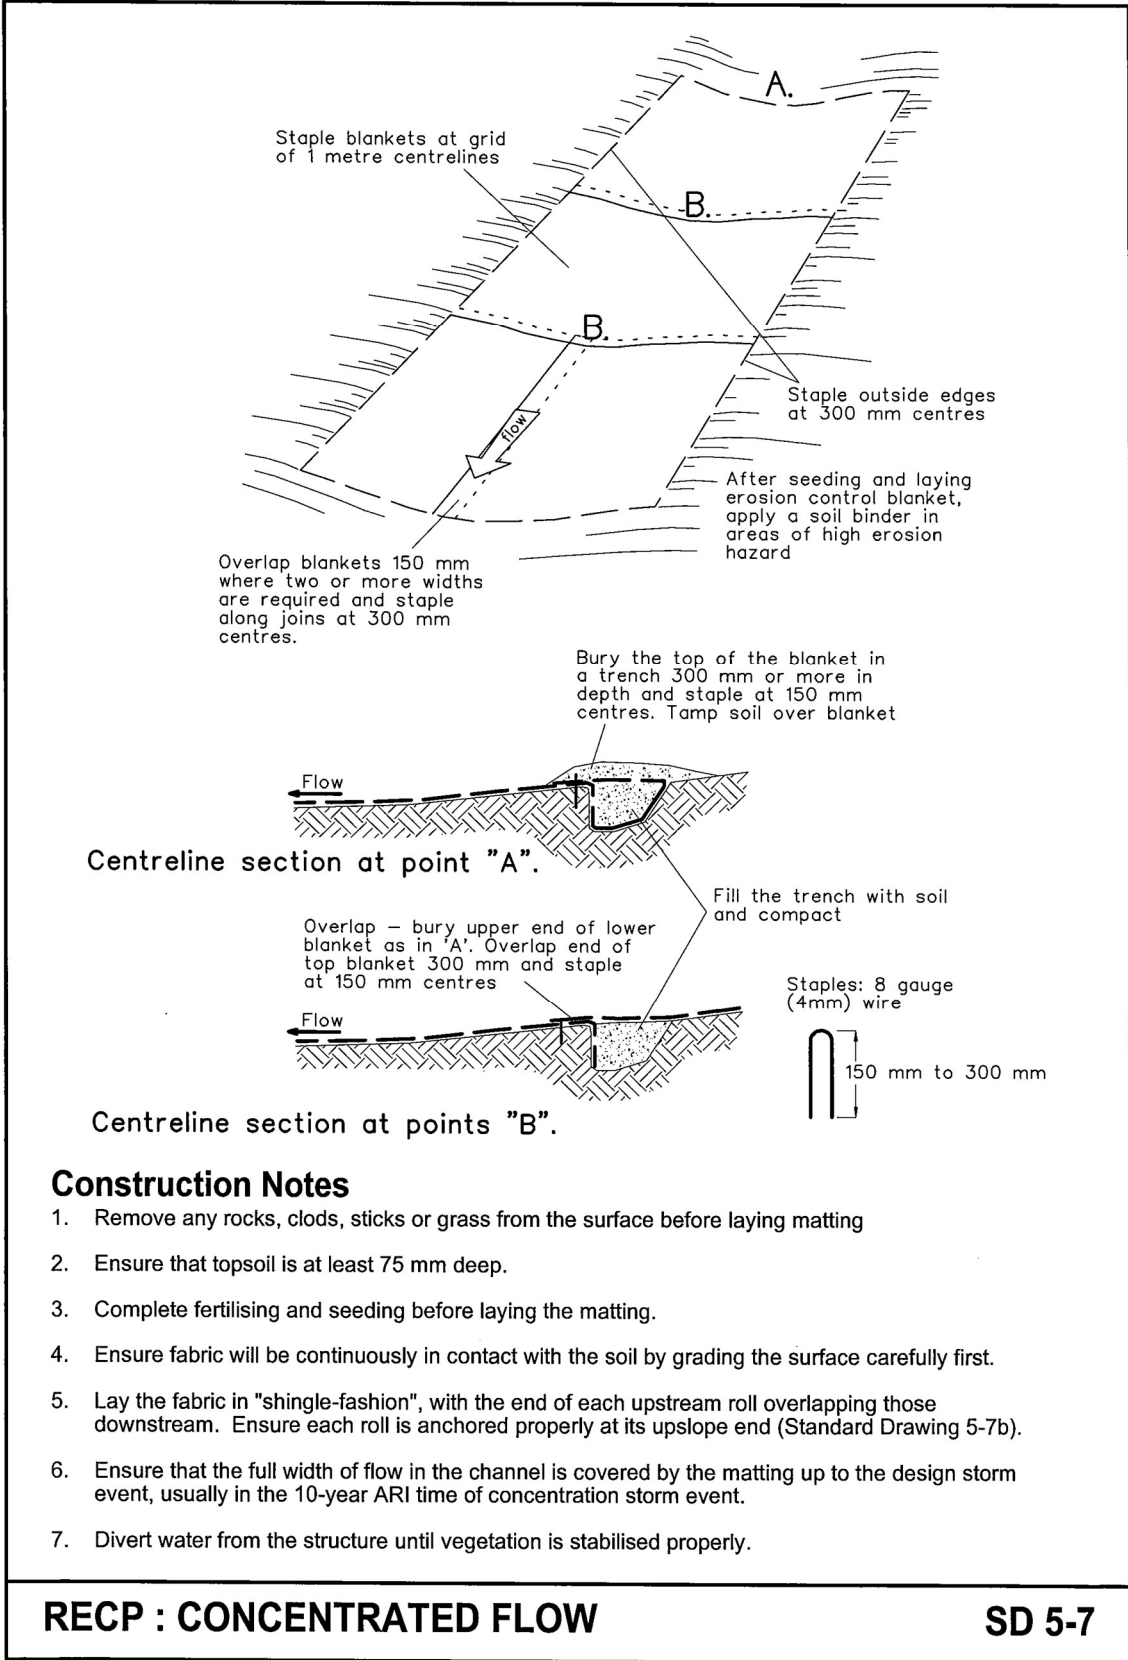 A.
Staple blankets at grid
of 1 metre centrelines
B.
B.
Staple outside edges
at 300 mm centres
flow
After seeding and laying
erosion control blanket,
apply a soil binder in
areas of high erosion
hazard
Overlap blankets 150 mm
where two or more widths
are required and staple
along joins at 300 mm
centres.
Bury the top of the blanket in
a trench 300 mm or more in
depth and staple at 150 mm
centres. Tamp soil over blanket
Flow
Centreline section at point "A".
Fill the trench with soil
and compact
Overlap – bury upper end of lower
blanket as in 'A'. Overlap end of
top blanket 300 mm and staple
at 150 mm centres
Staples: 8 gauge
(4mm) wire
Flow
150 mm to 300 mm
Centreline section at points "B".
Construction Notes
1. Remove any rocks, clods, sticks or grass from the surface before laying matting
2. Ensure that topsoil is at least 75 mm deep.
3. Complete fertilising and seeding before laying the matting.
4. Ensure fabric will be continuously in contact with the soil by grading the surface carefully first.
5. Lay the fabric in "shingle-fashion", with the end of each upstream roll overlapping those
downstream. Ensure each roll is anchored properly at its upslope end (Standard Drawing 5-7b).
6. Ensure that the full width of flow in the channel is covered by the matting up to the design storm
event, usually in the 10-year ARI time of concentration storm event.
7. Divert water from the structure until vegetation is stabilised properly.
RECP : CONCENTRATED FLOW
SD 5-7